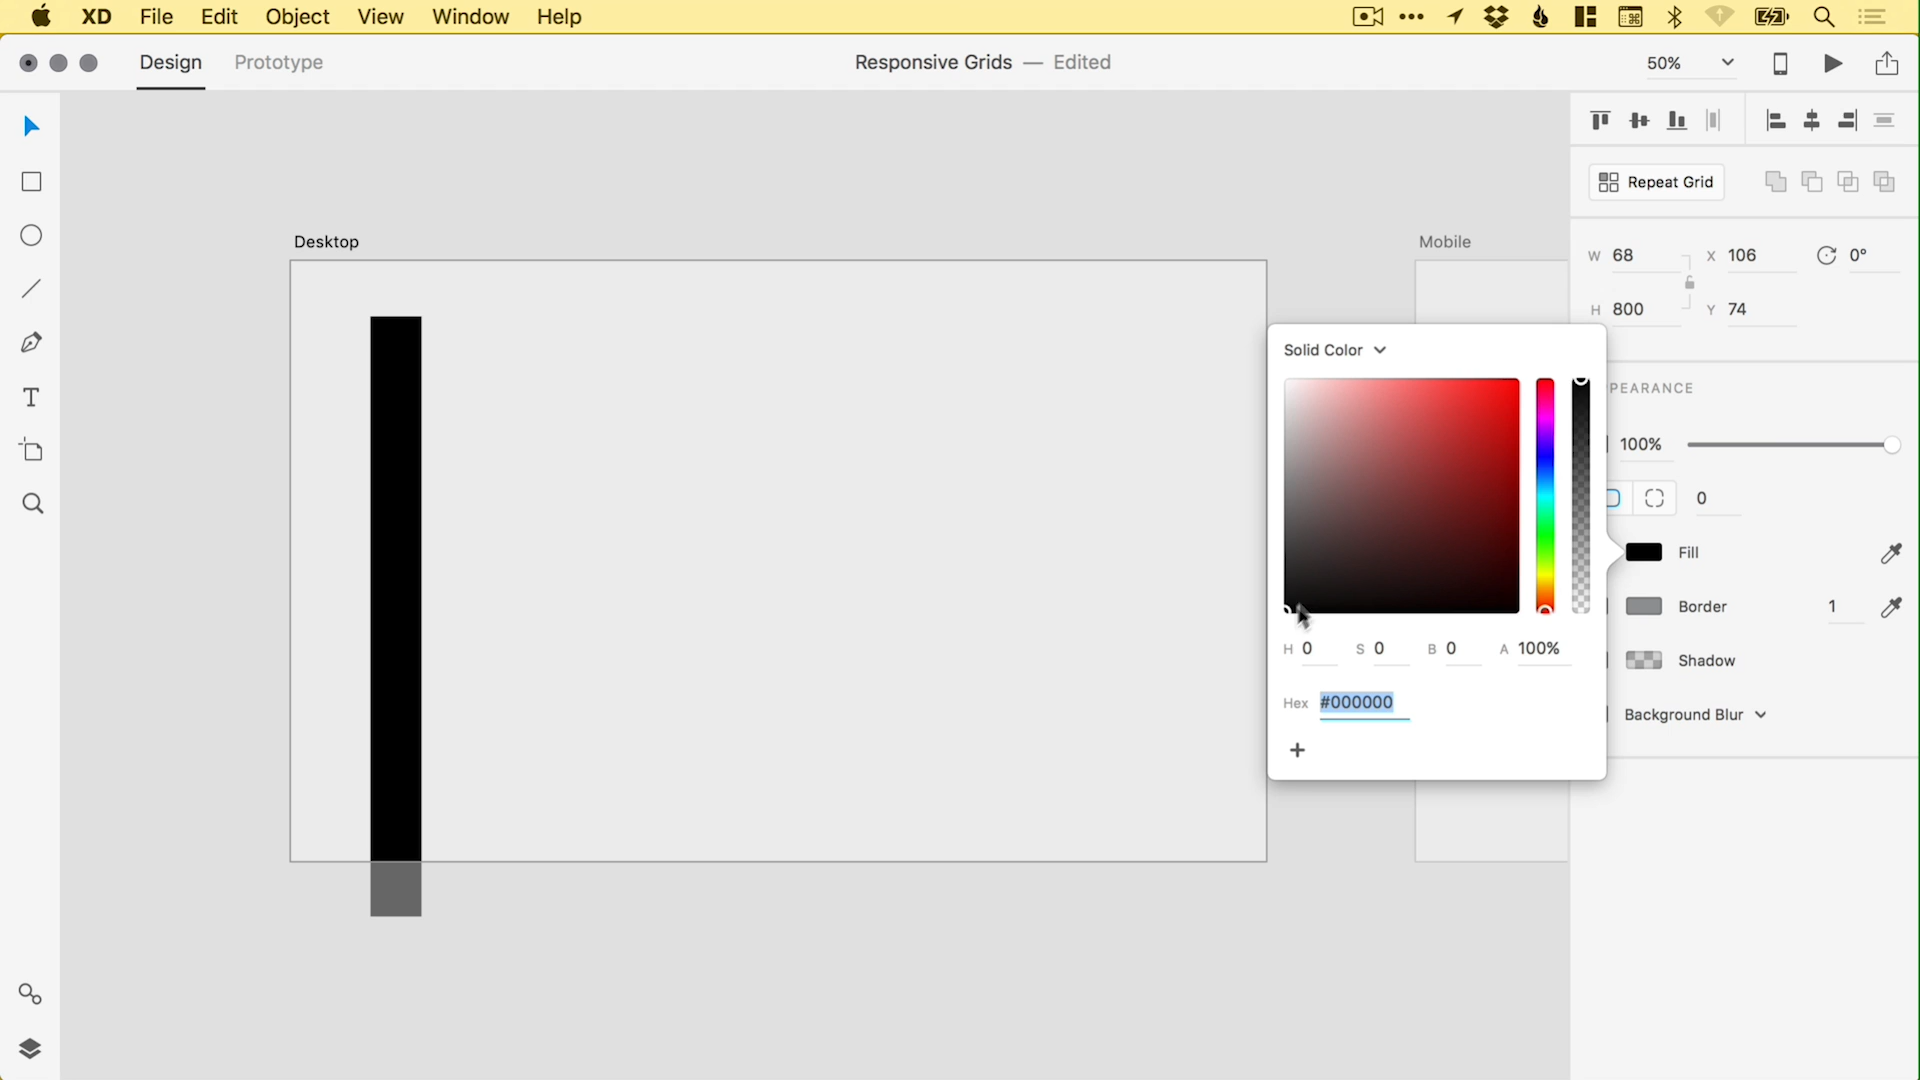 XD File Edit Object View Window Help
Design Prototype
Responsive Grids — Edited
50%
Repeat Grid
Desktop
Mobile
W 68 X 106 0°
H 800 Y 74
Solid Color
PEARANCE
100%
0
Fill
Border 1
Shadow
Background Blur
H 0 S 0 B 0 A 100%
Hex #000000
+
T